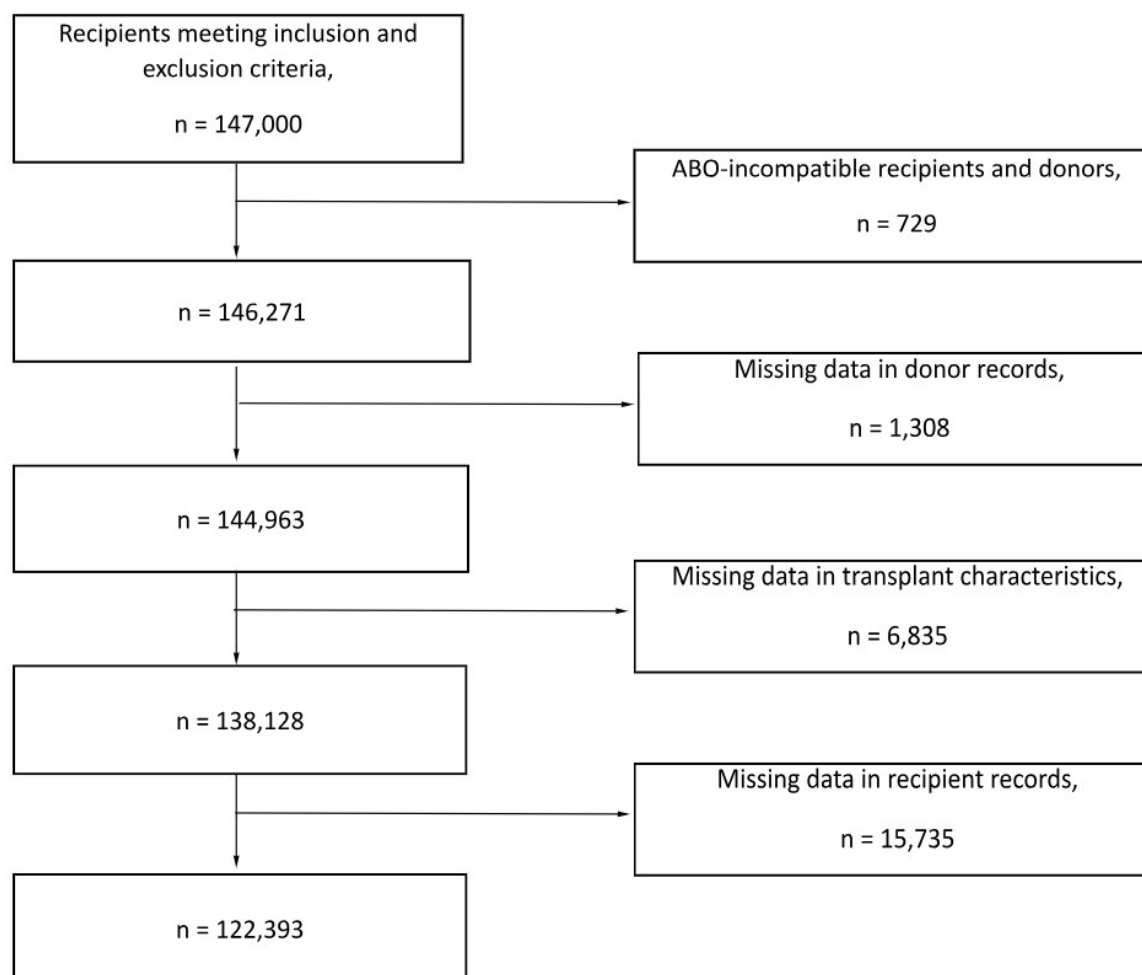 Recipients meeting inclusion and
exclusion criteria,
n = 147,000
ABO-incompatible recipients and donors,
n = 729
n = 146,271
Missing data in donor records,
n = 1,308
n = 144,963
Missing data in transplant characteristics,
n = 6,835
n = 138,128
Missing data in recipient records,
n = 15,735
n = 122,393